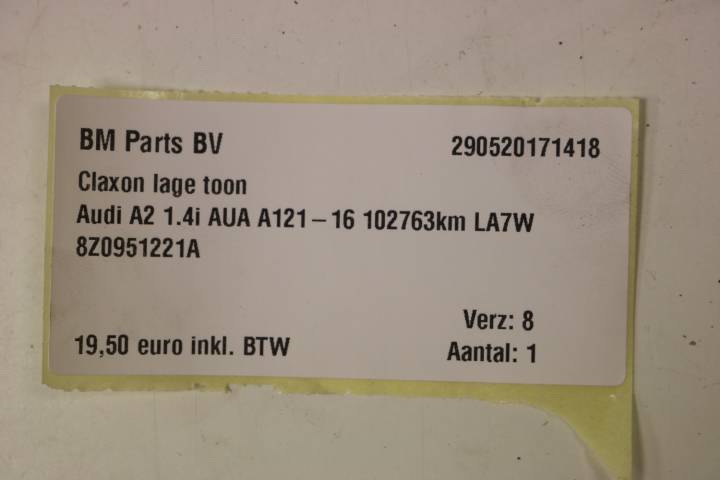 BM Parts BV 290520171418
Claxon lage toon
Audi A2 1.4i AUA A121-16 102763km LA7W
8Z0951221A
Verz: 8
19,50 euro inkl. BTW Aantal: 1